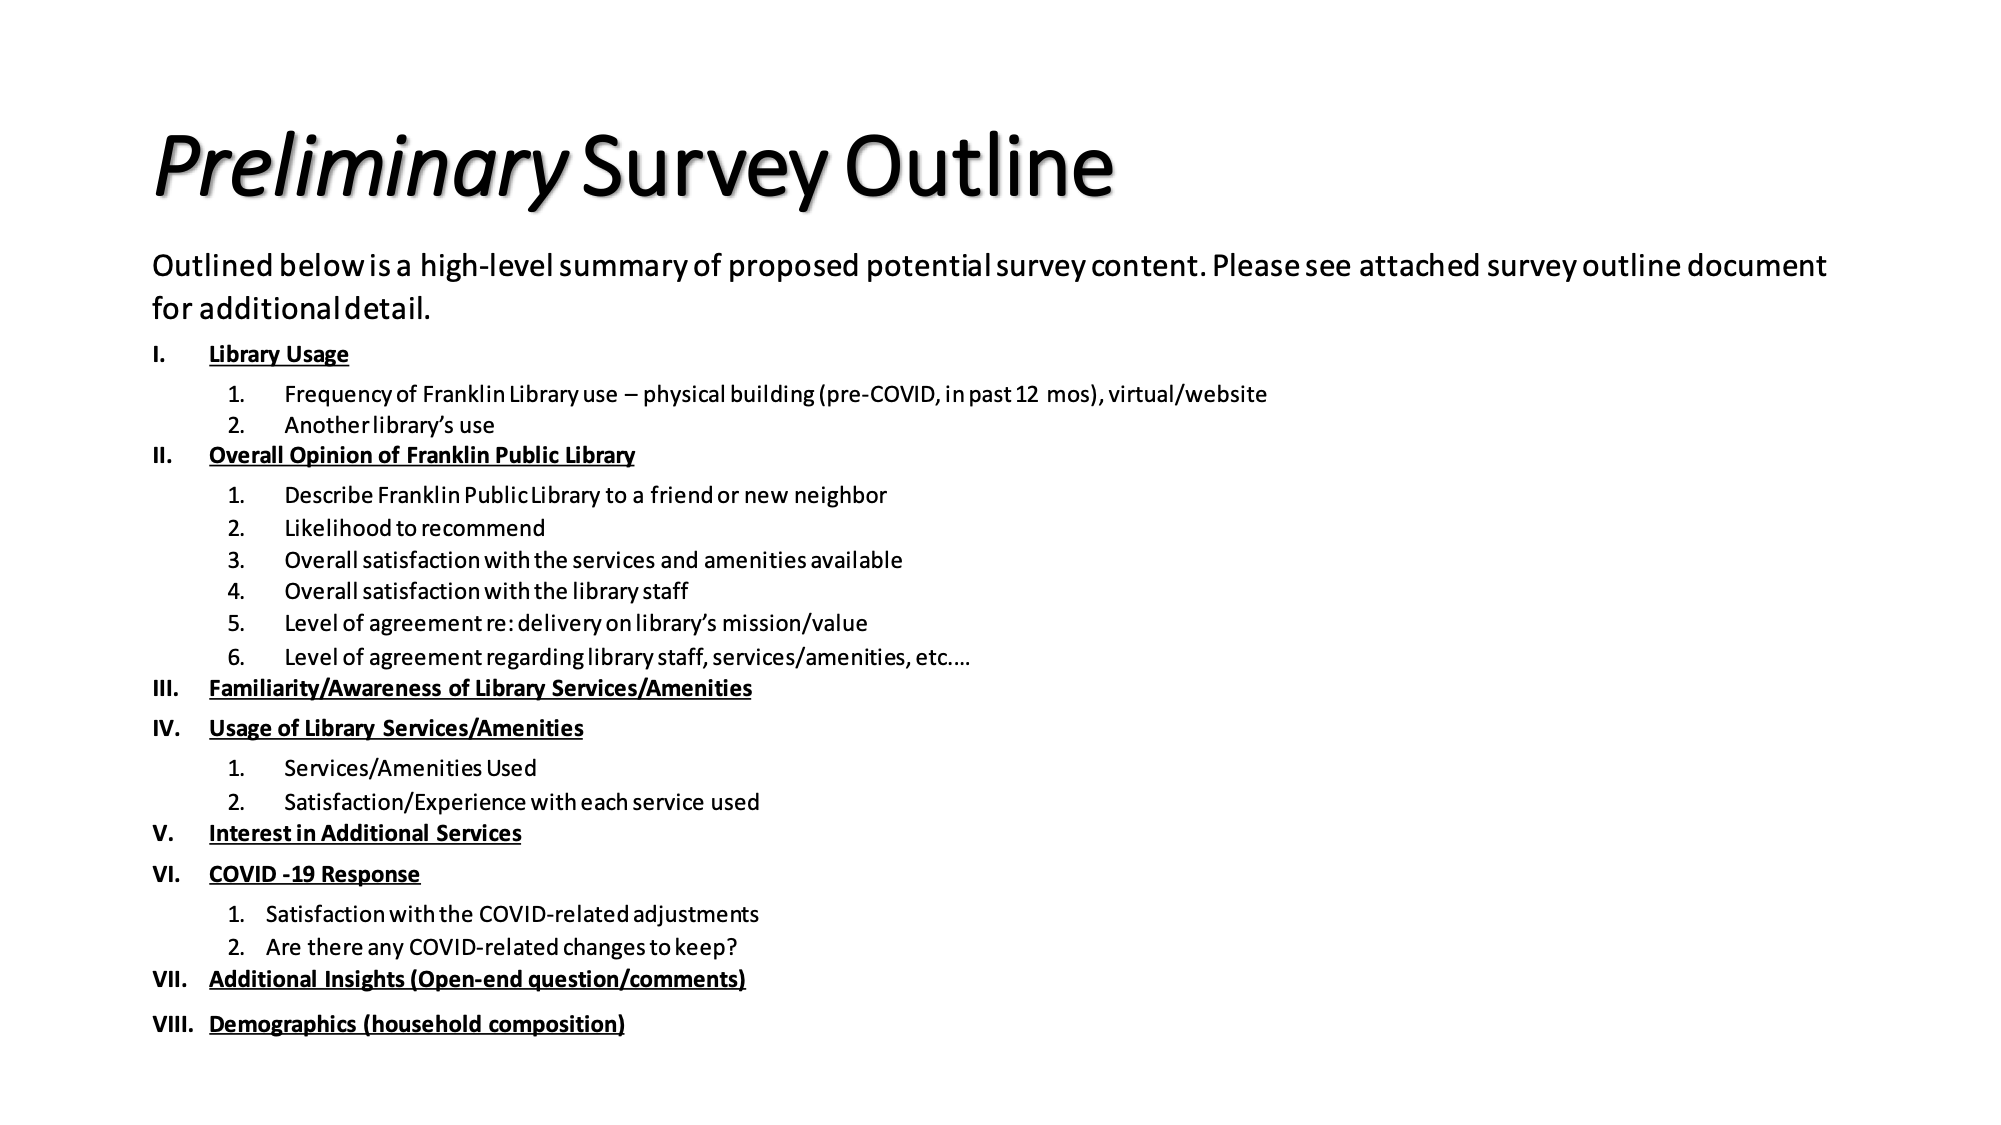 Preliminary Survey Outline
Outlined below is a high-level summary of proposed potential survey content. Please see attached survey outline document
for additional detail.
I. Library Usage
1. Frequency of Franklin Library use – physical building (pre-COVID, in past 12 mos), virtual/website
2. Another library’s use
II. Overall Opinion of Franklin Public Library
1. Describe Franklin Public Library to a friend or new neighbor
2. Likelihood to recommend
3. Overall satisfaction with the services and amenities available
4. Overall satisfaction with the library staff
5. Level of agreement re: delivery on library’s mission/value
6. Level of agreement regarding library staff, services/amenities, etc....
III. Familiarity/Awareness of Library Services/Amenities
IV. Usage of Library Services/Amenities
1. Services/Amenities Used
2. Satisfaction/Experience with each service used
V. Interest in Additional Services
VI. COVID -19 Response
1. Satisfaction with the COVID-related adjustments
2. Are there any COVID-related changes to keep?
VII. Additional Insights (Open-end question/comments)
VIII. Demographics (household composition)